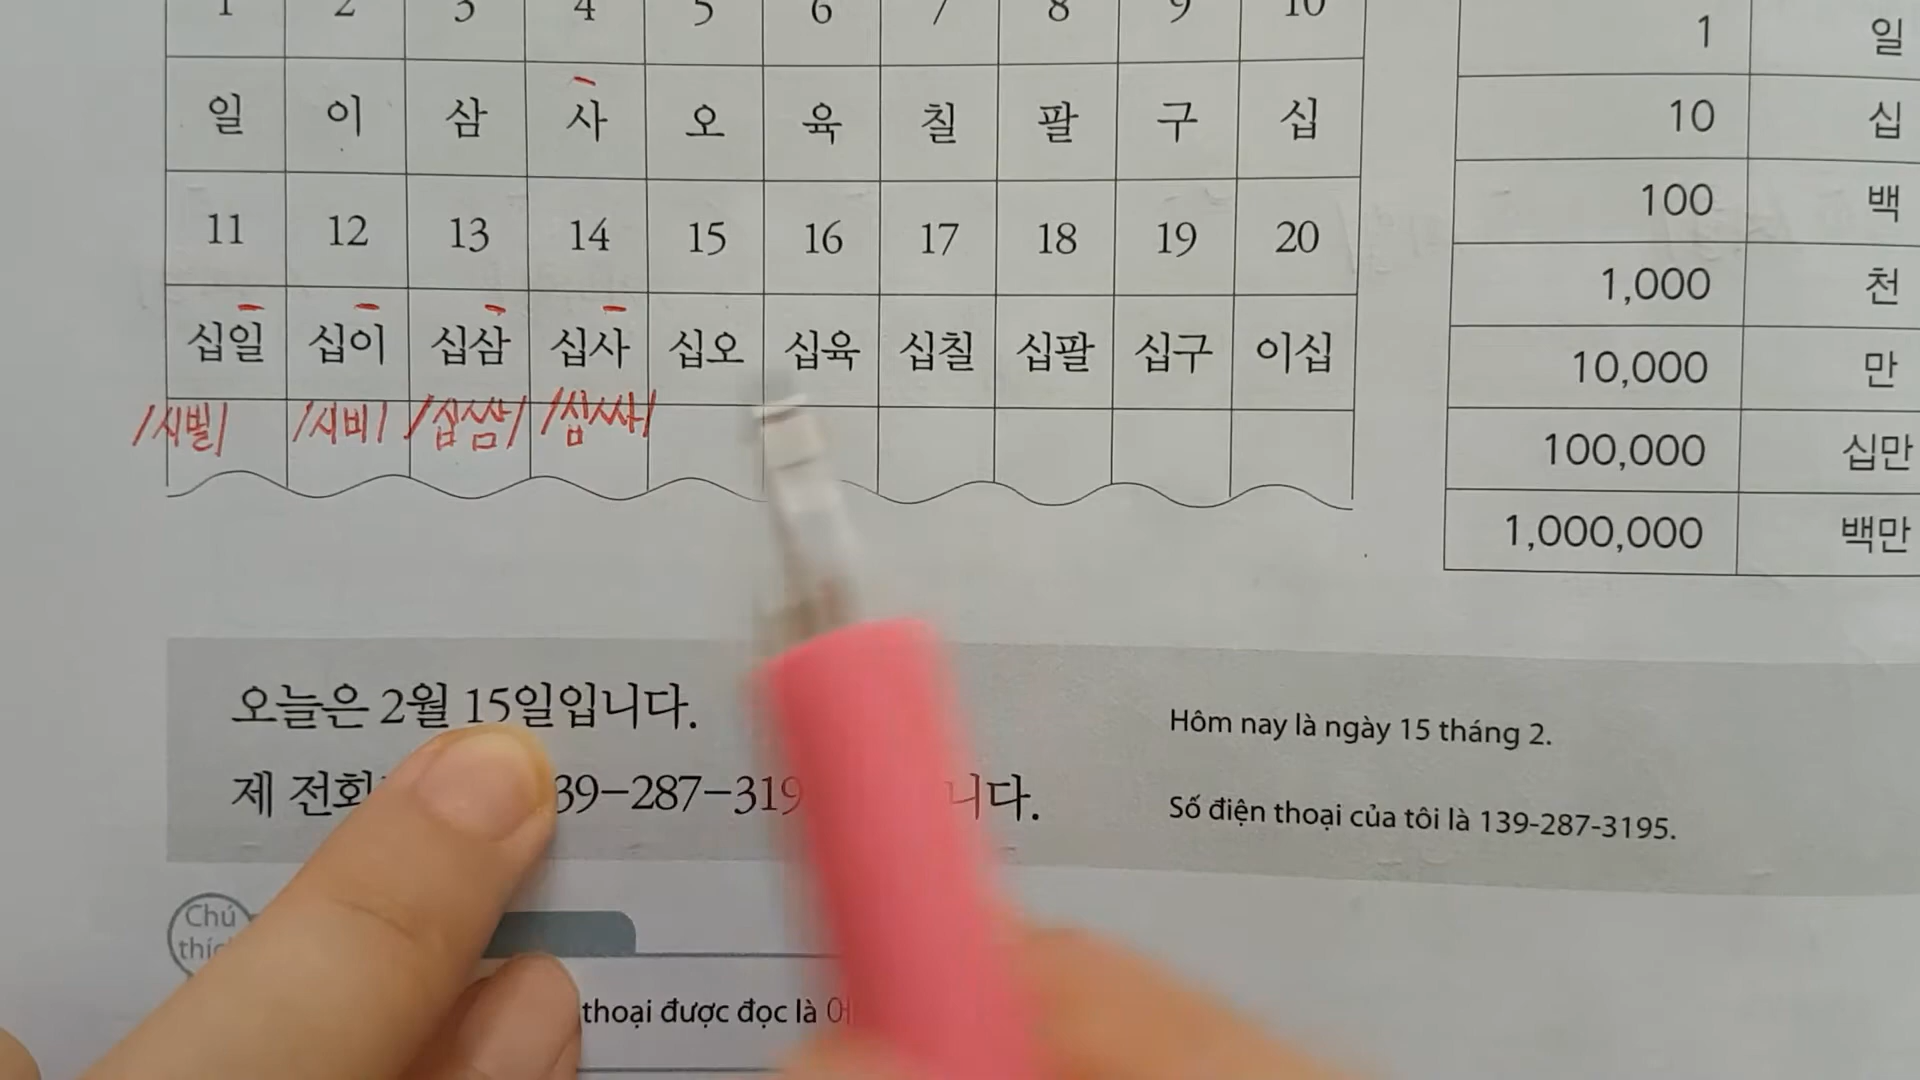 1 2 3 4 5 6 7 8 9 10
일 이 삼 사 오 육 칠 팔 구 십
11 12 13 14 15 16 17 18 19 20
십일 십이 십삼 십사 십오 십육 십칠 십팔 십구 이십
/시빌/ /시비/ /십쌈/ /십싸/
1 일
10 십
100 백
1,000 천
10,000 만
100,000 십만
1,000,000 백만
오늘은 2월 15일입니다.
Hôm nay là ngày 15 tháng 2.
제 전화 39-287-319 니다.
Số điện thoại của tôi là 139-287-3195.
Chú
thoại được đọc là